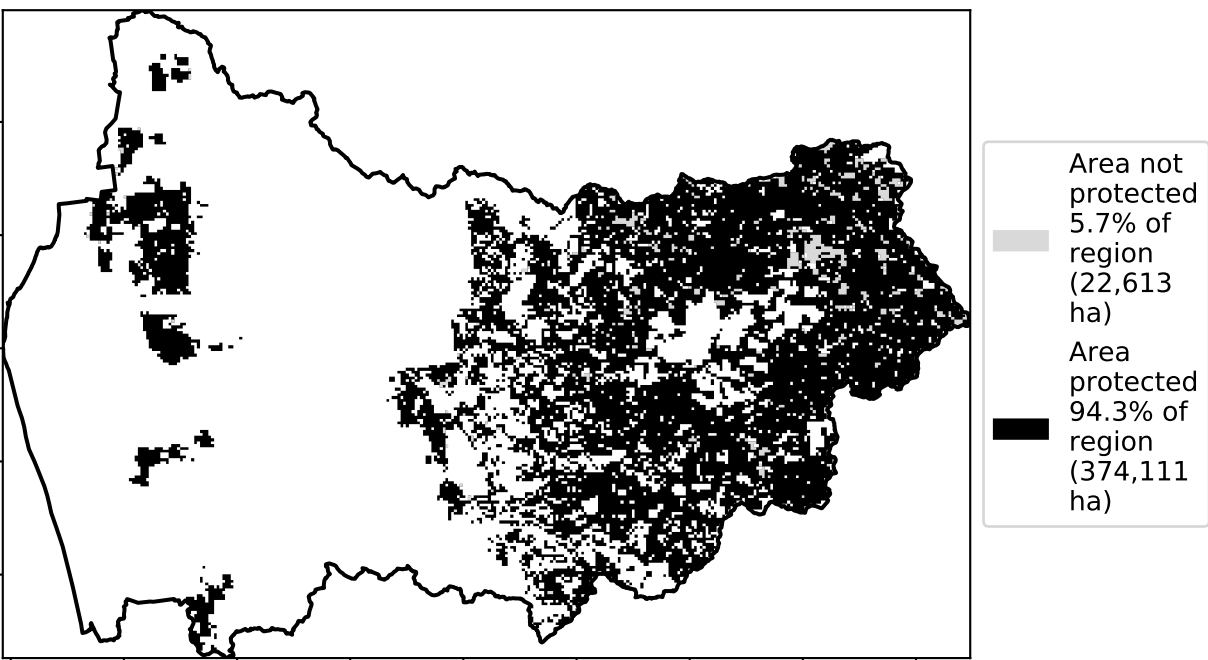 Area not
protected
5.7% of
region
(22,613
ha)
Area
protected
94.3% of
region
(374,111
ha)